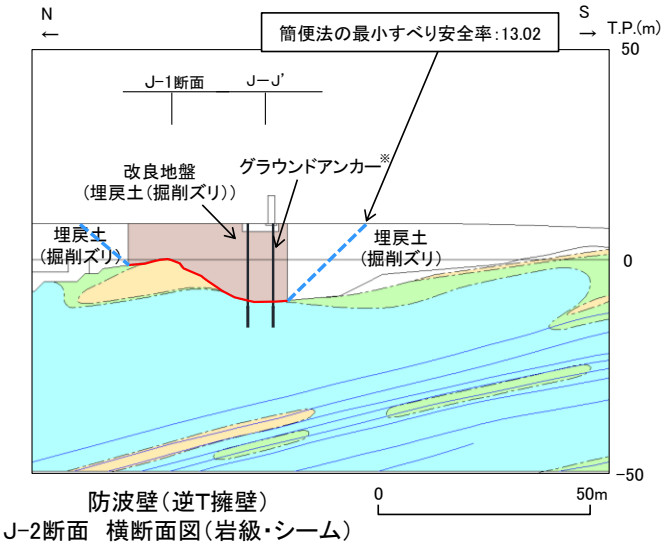 N
←
S
→ T.P.(m)
簡便法の最小すべり安全率:13.02
50
J-1断面
J-J'
改良地盤
(埋戻土(掘削ズリ))
グラウンドアンカー※
埋戻土
(掘削ズリ)
埋戻土
(掘削ズリ)
0
-50
防波壁(逆T擁壁)
0
50m
J-2断面 横断面図(岩級・シーム)